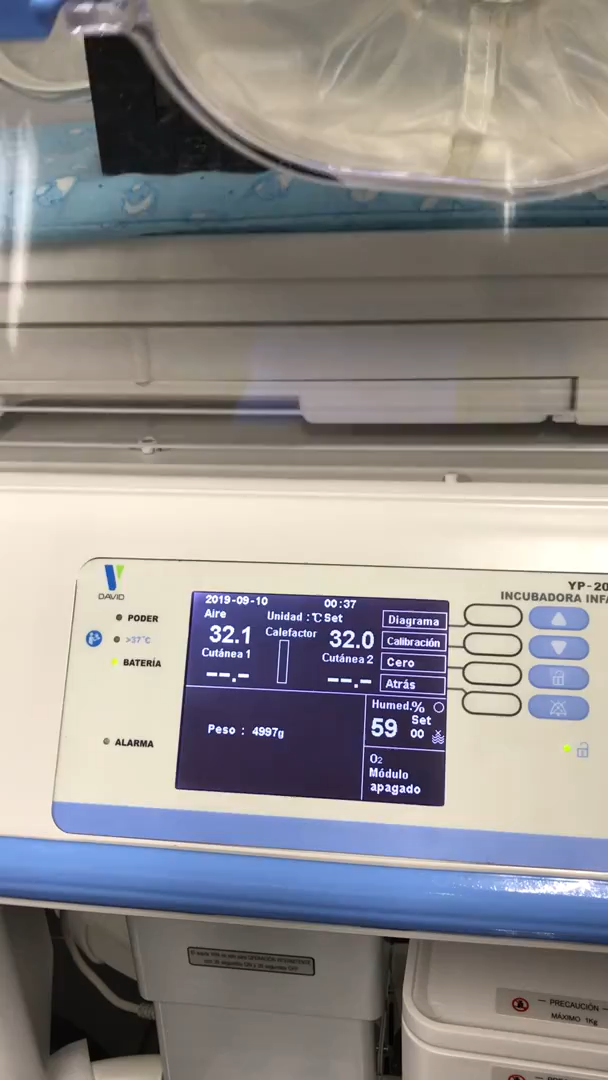 DAVID
YP-20
INCUBADORA INFA
PODER
>37°C
BATERÍA
ALARMA
2019-09-10 00:37
Aire Unidad : °C Set
32.1 Calefactor 32.0
Cutánea 1 Cutánea 2
--.- --.-
Diagrama
Calibración
Cero
Atrás
Peso : 4997g
Humed.%
59 Set
00
O₂
Módulo
apagado
PRECAUCIÓN
MÁXIMO 1Kg